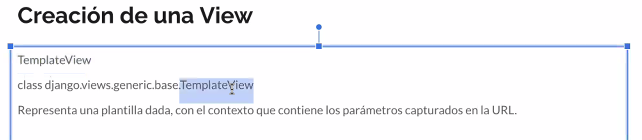 Creación de una View
TemplateView
class django.views.generic.base.TemplateView
Representa una plantilla dada, con el contexto que contiene los parámetros capturados en la URL.